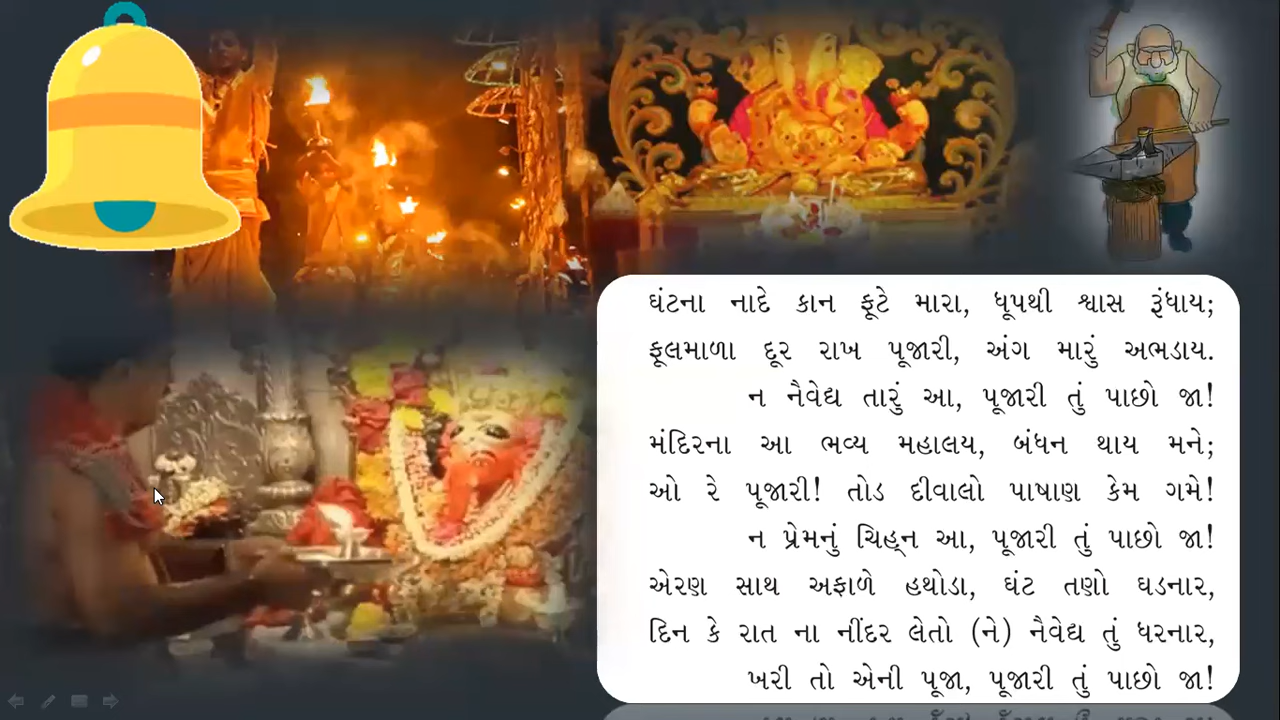 ઘંટના નાદે કાન ફૂટે મારા, ધૂપથી શ્વાસ રૂંધાય;
ફૂલમાળા દૂર રાખ પૂજારી, અંગ મારું અભડાય.
ન નૈવેદ્ય તારું આ, પૂજારી તું પાછો જા!
મંદિરના આ ભવ્ય મહાલય, બંધન થાય મને;
ઓ રે પૂજારી! તોડ દીવાલો પાષાણ કેમ ગમે!
ન પ્રેમનું ચિહ્‌ન આ, પૂજારી તું પાછો જા!
એરણ સાથ અફાળે હથોડા, ઘંટ તણો ઘડનાર,
દિન કે રાત ના નીંદર લેતો (ને) નૈવેદ્ય તું ધરનાર,
ખરી તો એની પૂજા, પૂજારી તું પાછો જા!